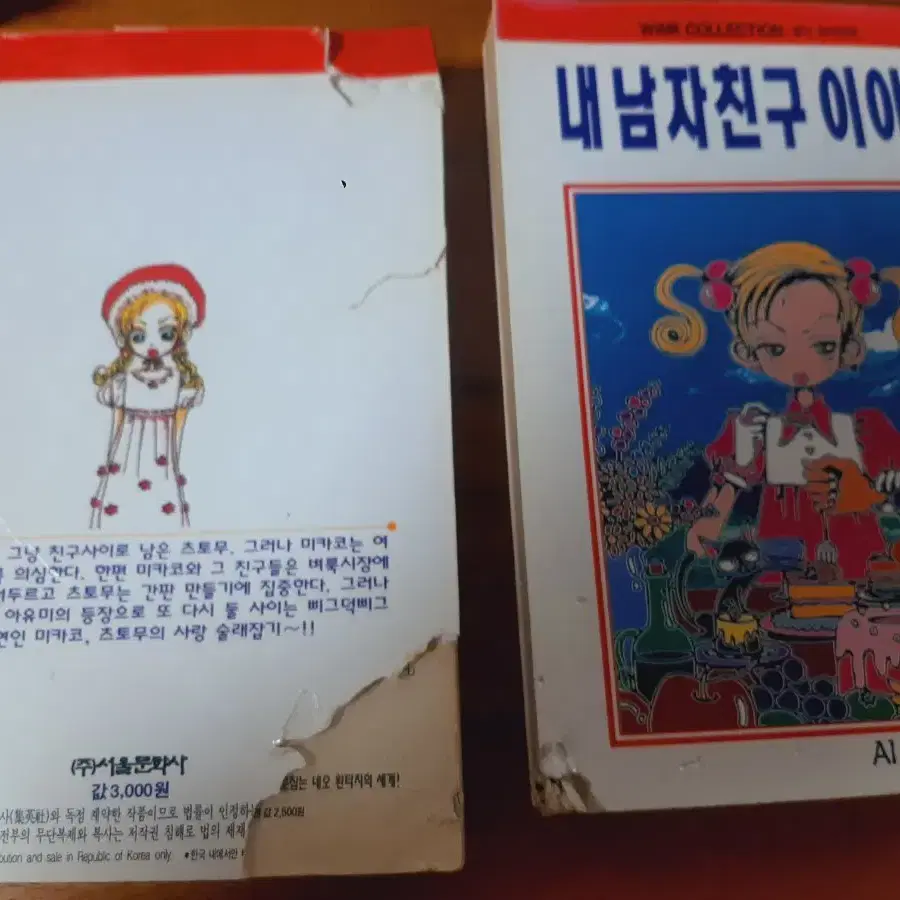 그냥 친구사이로 남은 츠토무. 그러나 미카코는 여
의심한다. 한편 미카코와 그 친구들은 벼룩시장에
서두르고 츠토무는 간판 만들기에 집중한다. 그러나
아유미의 등장으로 또 다시 둘 사이는 삐그덕삐그
연인 미카코, 츠토무의 사랑 술래잡기~!!
(주)서울문화사
값 3,000원
는 네오 판타지의 세계!
사(集英社)와 독점 계약한 작품이므로 법률이 인정하
값 2,500원
전부의 무단복제와 복사는 저작권 침해로 법의 제재
bution and sale in Republic of Korea only. •한국 내에서만
WINK COLLECTION
내 남자친구 이야
AI